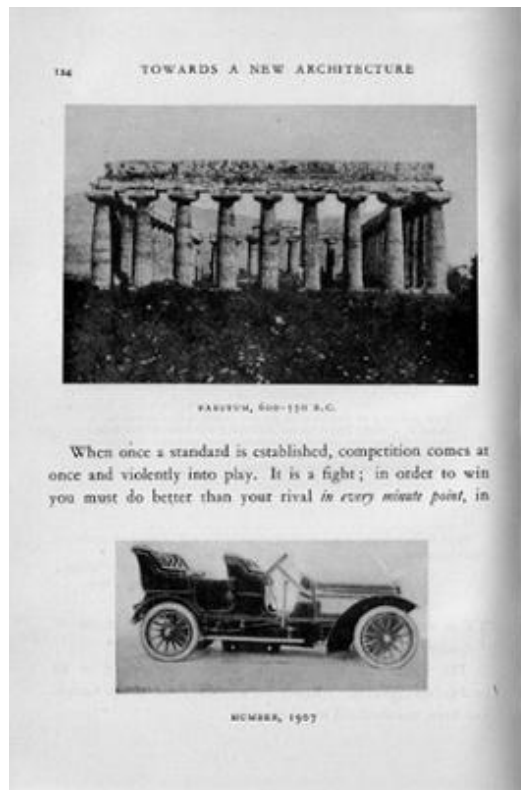 124 TOWARDS A NEW ARCHITECTURE
PAESTUM, 600-550 B.C.
When once a standard is established, competition comes at
once and violently into play. It is a fight; in order to win
you must do better than your rival in every minute point, in
HUMBER, 1907